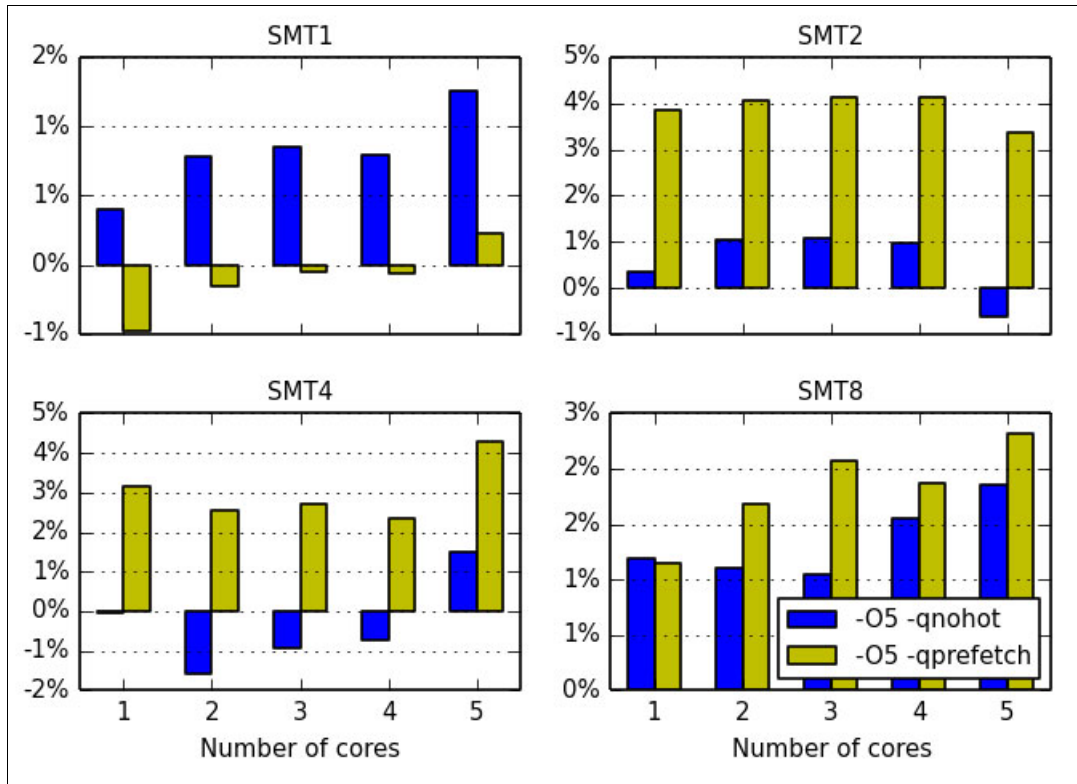 SMT1
2%
1%
1%
0%
-1%
SMT2
5%
4%
3%
2%
1%
0%
-1%
SMT4
5%
4%
3%
2%
1%
0%
-1%
-2%
1 2 3 4 5
Number of cores
SMT8
3%
2%
2%
1%
1%
0%
-O5 -qnohot
-O5 -qprefetch
1 2 3 4 5
Number of cores